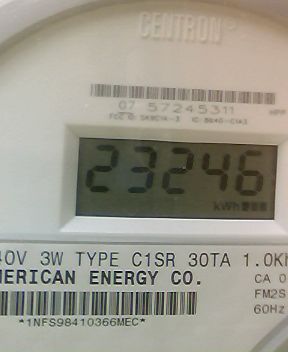 CENTRON®
07 57245311
23246
kWh
40V 3W TYPE C1SR 30TA 1.0K
MERICAN ENERGY CO.
CA 0
FM2S
60Hz
*1NFS98410366MEC*